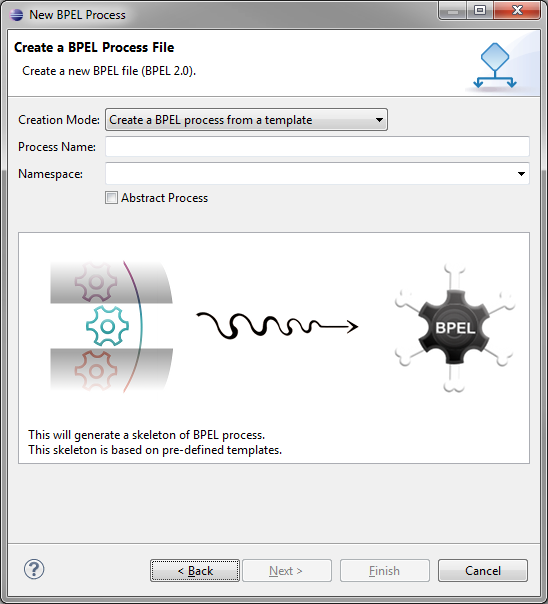 New BPEL Process
Create a BPEL Process File
Create a new BPEL file (BPEL 2.0).
Creation Mode: Create a BPEL process from a template
Process Name:
Namespace:
Abstract Process
BPEL
This will generate a skeleton of BPEL process.
This skeleton is based on pre-defined templates.
? < Back Next > Finish Cancel